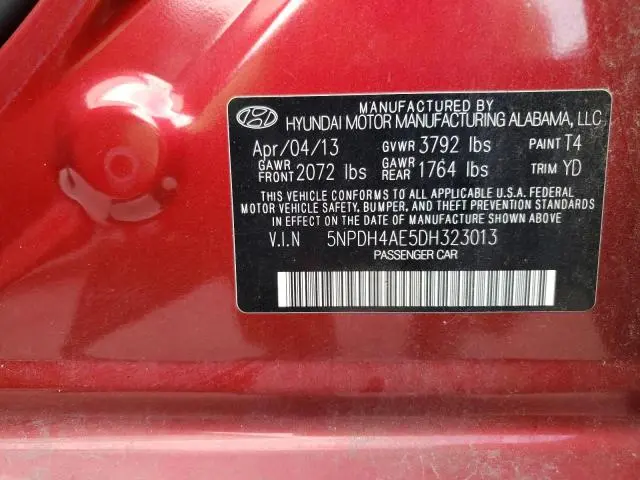 MANUFACTURED BY
HYUNDAI MOTOR MANUFACTURING ALABAMA, LLC
Apr/04/13 GVWR 3792 lbs PAINT T4
GAWR FRONT 2072 lbs GAWR REAR 1764 lbs TRIM YD
THIS VEHICLE CONFORMS TO ALL APPLICABLE U.S.A. FEDERAL
MOTOR VEHICLE SAFETY, BUMPER, AND THEFT PREVENTION STANDARDS
IN EFFECT ON THE DATE OF MANUFACTURE SHOWN ABOVE
V.I.N 5NPDH4AE5DH323013
PASSENGER CAR